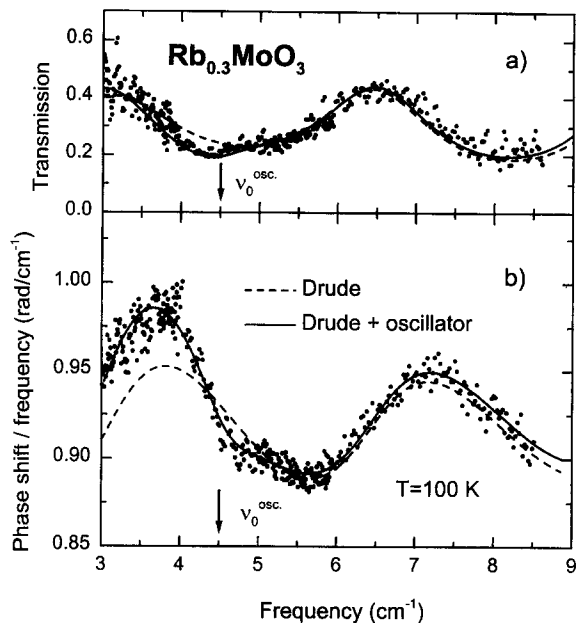 Rb0.3MoO3
a)
0.6
0.4
0.2
0.0
Transmission
ν0osc.
b)
Drude
Drude + oscillator
1.00
0.95
0.90
0.85
Phase shift / frequency (rad/cm-1)
T=100 K
ν0osc.
3 4 5 6 7 8 9
Frequency (cm-1)